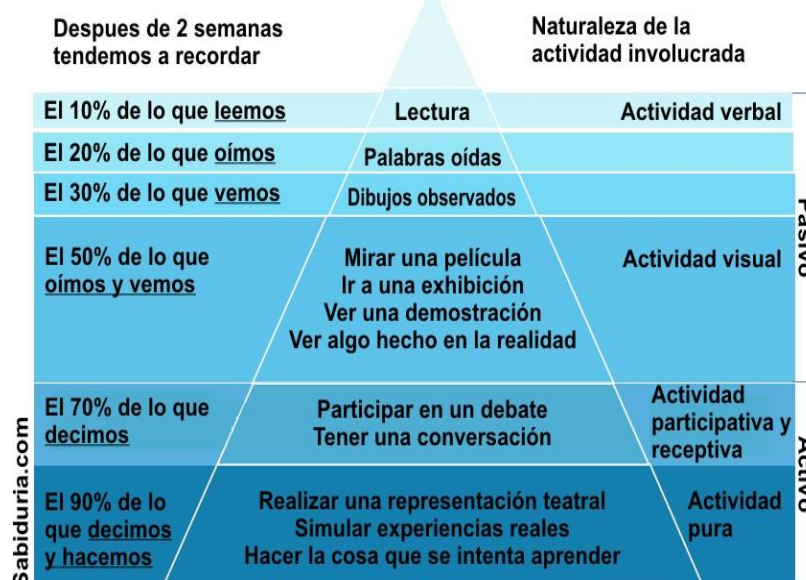 Despues de 2 semanas
tendemos a recordar
Naturaleza de la
actividad involucrada
El 10% de lo que leemos
Lectura
Actividad verbal
El 20% de lo que oímos
Palabras oídas
El 30% de lo que vemos
Dibujos observados
El 50% de lo que
oímos y vemos
Mirar una película
Ir a una exhibición
Ver una demostración
Ver algo hecho en la realidad
Actividad visual
Pasivo
El 70% de lo que
decimos
Participar en un debate
Tener una conversación
Actividad
participativa y
receptiva
El 90% de lo
que decimos
y hacemos
Realizar una representación teatral
Simular experiencias reales
Hacer la cosa que se intenta aprender
Actividad
pura
Activo
Sabiduria.com